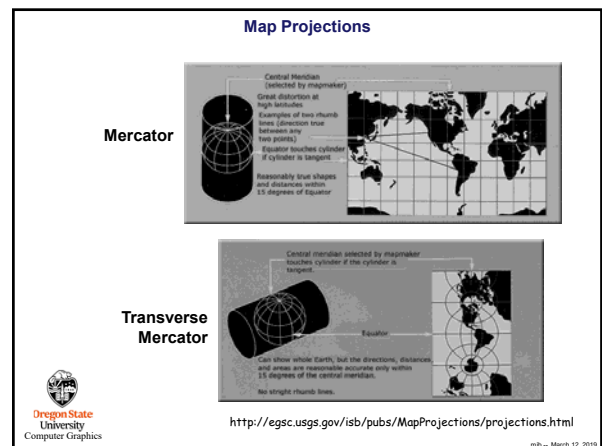 Map Projections
Mercator
Central Meridian
(selected by mapmaker)
Great distortion at
high latitudes
Examples of two rhumb
lines (direction true
between any
two points)
Equator touches cylinder
if cylinder is tangent
Reasonably true shapes
and distances within
15 degrees of Equator
Transverse
Mercator
Central meridian selected by mapmaker
touches cylinder if the cylinder is
tangent.
Equator
Can show whole Earth, but the directions, distances,
and areas are reasonable accurate only within
15 degrees of the central meridian.
No stright rhumb lines.
Oregon State
University
Computer Graphics
http://egsc.usgs.gov/isb/pubs/MapProjections/projections.html
mjb -- March 12, 2019